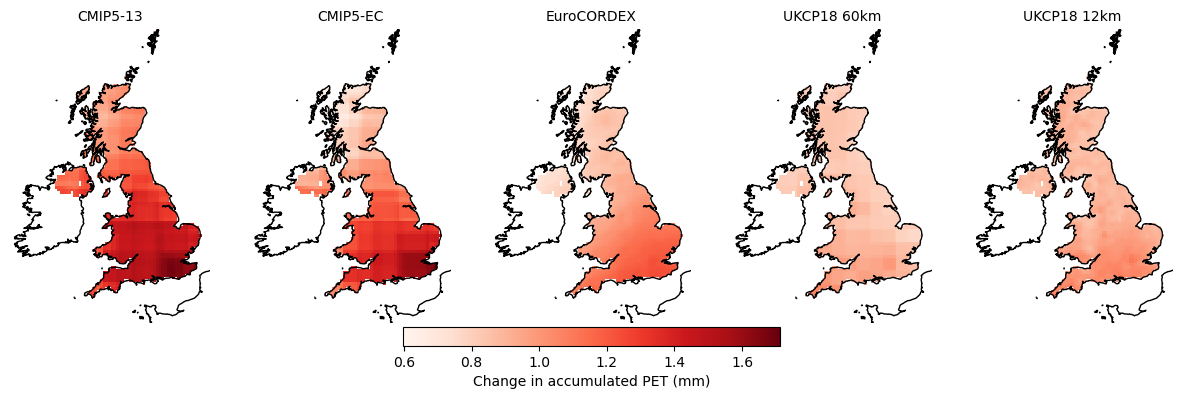 CMIP5-13
CMIP5-EC
EuroCORDEX
UKCP18 60km
UKCP18 12km
0.6
0.8
1.0
1.2
1.4
1.6
Change in accumulated PET (mm)